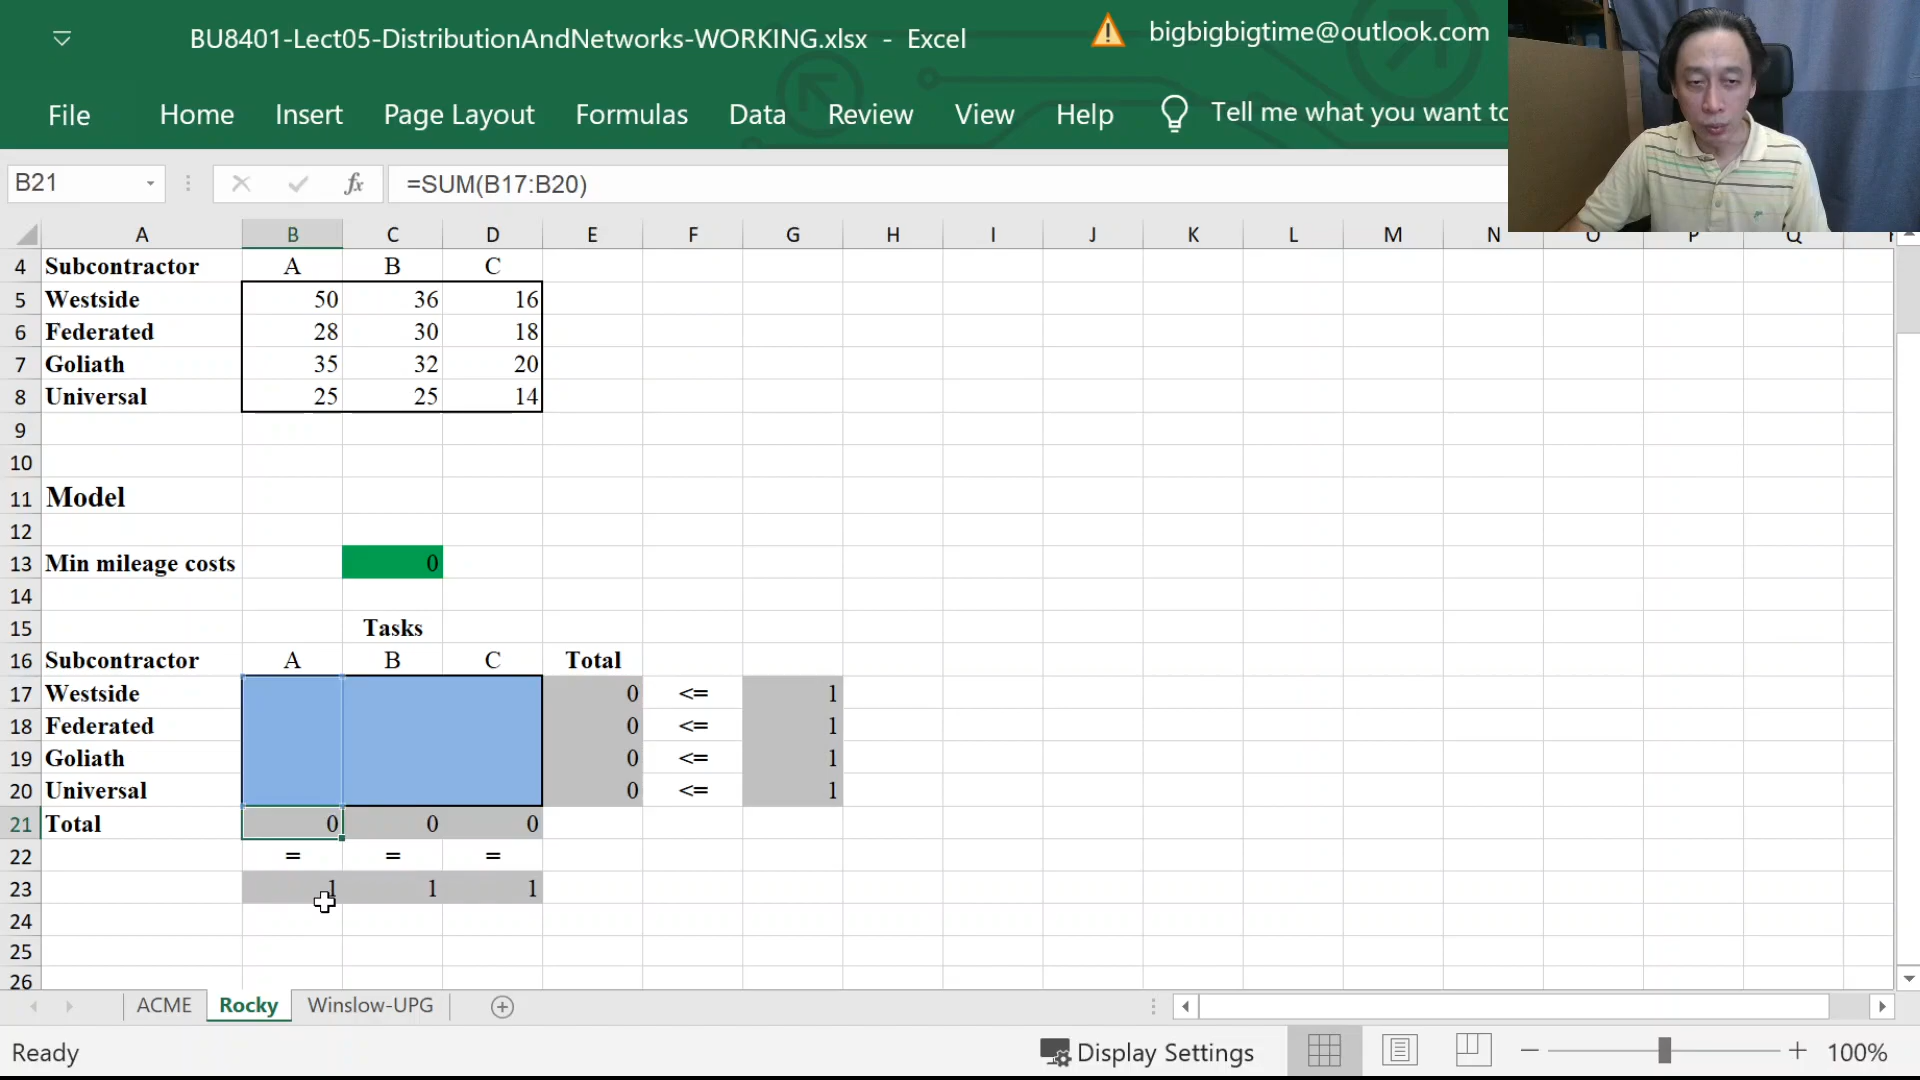 BU8401-Lect05-DistributionAndNetworks-WORKING.xlsx - Excel
bigbigbigtime@outlook.com
File Home Insert Page Layout Formulas Data Review View Help Tell me what you want to
B21 fx =SUM(B17:B20)
A B C D E F G H I J K L M N O P Q
4 Subcontractor A B C
5 Westside 50 36 16
6 Federated 28 30 18
7 Goliath 35 32 20
8 Universal 25 25 14
9
10
11 Model
12
13 Min mileage costs 0
14
15 Tasks
16 Subcontractor A B C Total
17 Westside 0 <= 1
18 Federated 0 <= 1
19 Goliath 0 <= 1
20 Universal 0 <= 1
21 Total 0 0 0
22 = = =
23 1 1 1
24
25
26
ACME Rocky Winslow-UPG
Ready Display Settings 100%